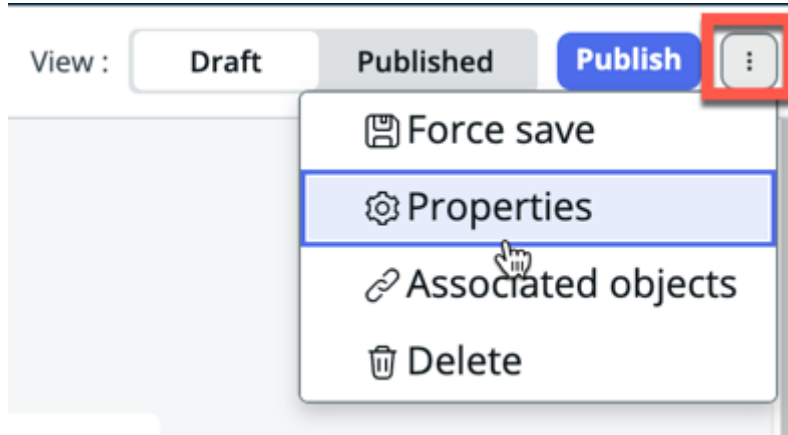 View : Draft Published Publish
Force save
Properties
Associated objects
Delete